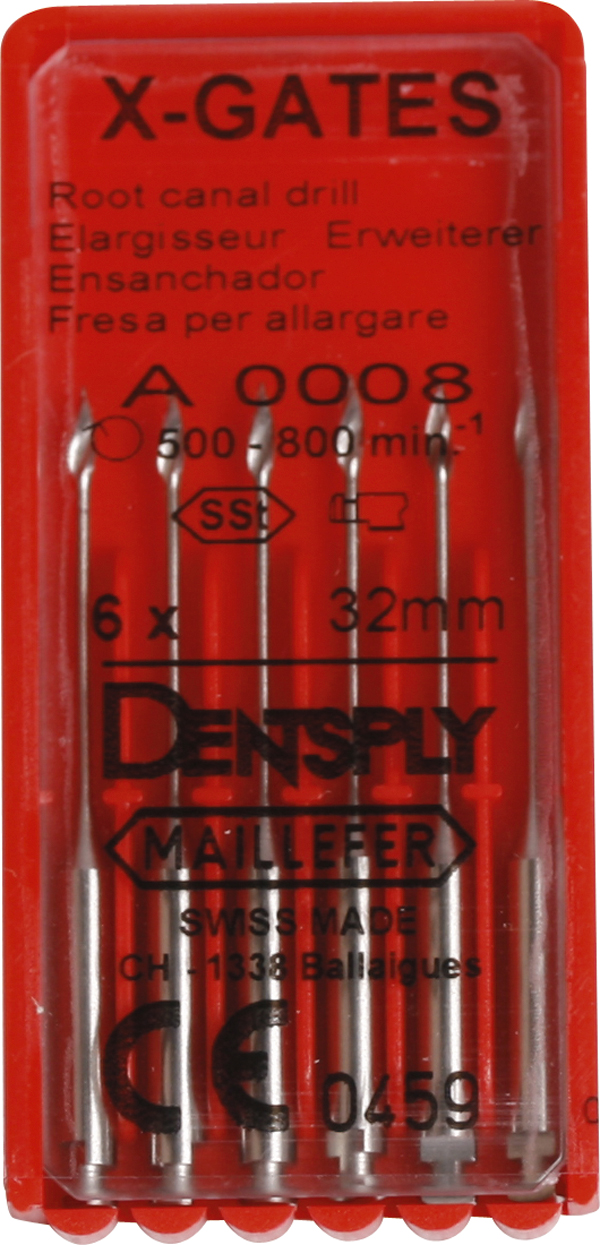 X-GATES
Root canal drill
Elargisseur Erweiterer
Ensanchador
Fresa per allargare
A 0008
500 - 800 min.-1
SSt
6 x 32mm
DENTSPLY
MAILLEFER
SWISS MADE
CH - 1338 Ballaigues
CE 0459